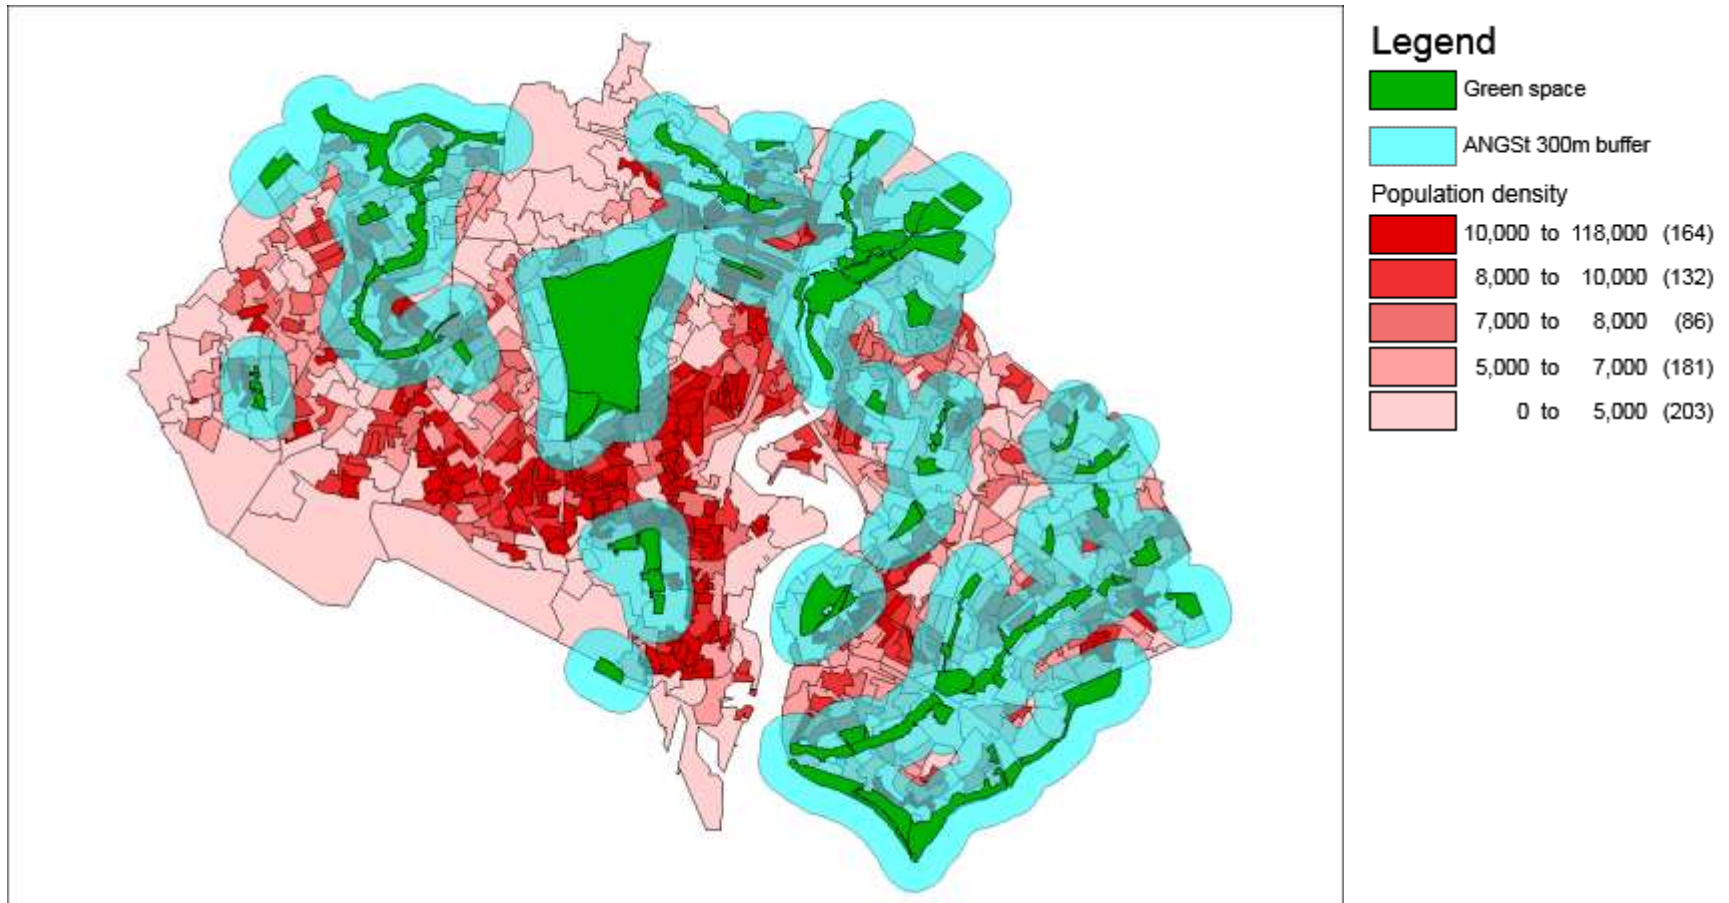 Legend
Green space
ANGSt 300m buffer
Population density
10,000 to 118,000 (164)
8,000 to 10,000 (132)
7,000 to 8,000 (86)
5,000 to 7,000 (181)
0 to 5,000 (203)